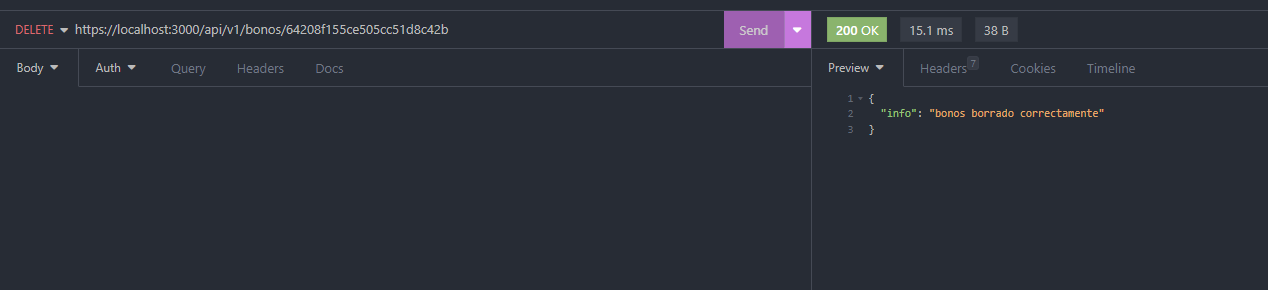 DELETE https://localhost:3000/api/v1/bonos/64208f155ce505cc51d8c42b Send 200 OK 15.1 ms 38 B
Body Auth Query Headers Docs Preview Headers 7 Cookies Timeline
1 {
2 "info": "bonos borrado correctamente"
3 }